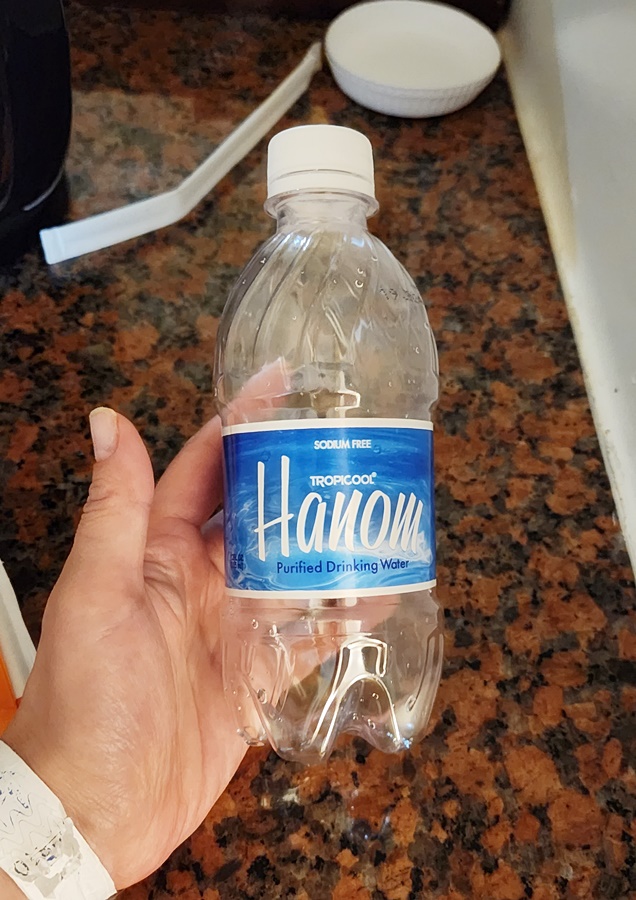 SODIUM FREE
TROPICOOL®
Hanom
Purified Drinking Water